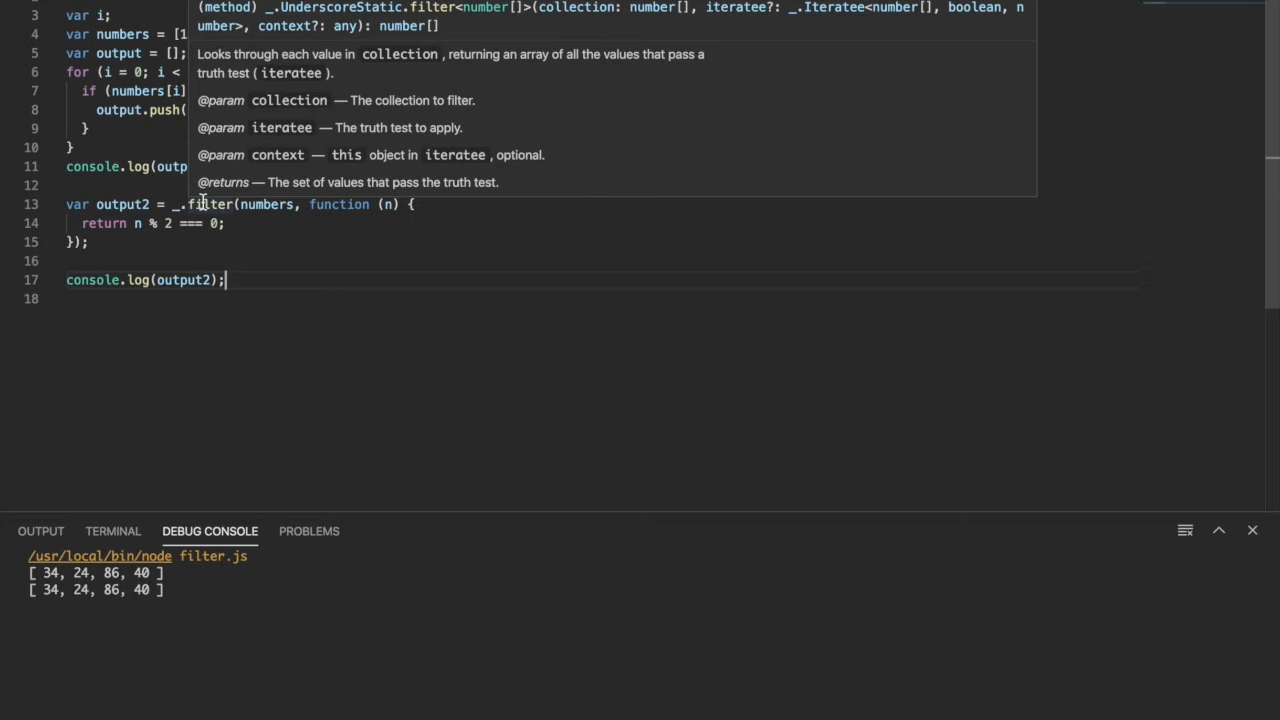 (method) _.UnderscoreStatic.filter<number[]>(collection: number[], iteratee?: _.Iteratee<number[], boolean, n
umber>, context?: any): number[]
Looks through each value in collection, returning an array of all the values that pass a
truth test (iteratee).
@param collection — The collection to filter.
@param iteratee — The truth test to apply.
@param context — this object in iteratee, optional.
@returns — The set of values that pass the truth test.
3 var i;
4 var numbers = [1
5 var output = [];
6 for (i = 0; i <
7 if (numbers[i]
8 output.push(
9 }
10 }
11 console.log(outp
12
13 var output2 = _.filter(numbers, function (n) {
14 return n % 2 === 0;
15 });
16
17 console.log(output2);
18
OUTPUT TERMINAL DEBUG CONSOLE PROBLEMS
/usr/local/bin/node filter.js
[ 34, 24, 86, 40 ]
[ 34, 24, 86, 40 ]